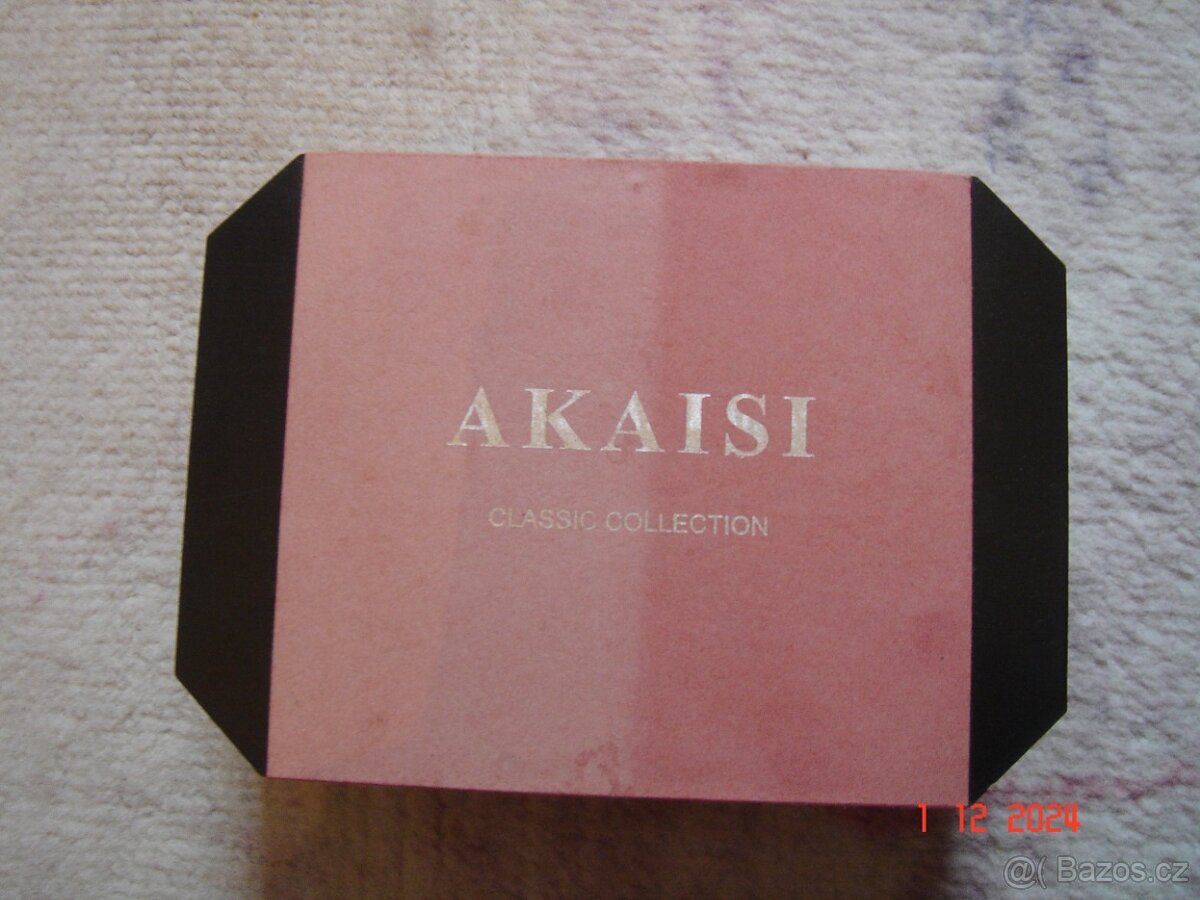 AKAISI
CLASSIC COLLECTION
1 12 2024
@( Bazos.cz